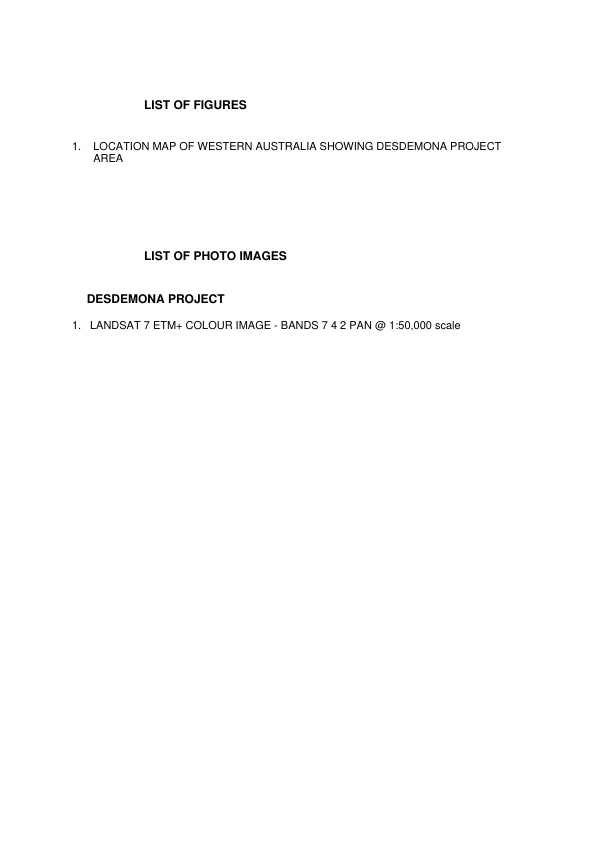 LIST OF FIGURES
1. LOCATION MAP OF WESTERN AUSTRALIA SHOWING DESDEMONA PROJECT
AREA
LIST OF PHOTO IMAGES
DESDEMONA PROJECT
1. LANDSAT 7 ETM+ COLOUR IMAGE - BANDS 7 4 2 PAN @ 1:50,000 scale